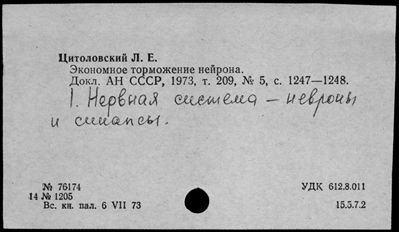 Цитоловский Л. Е.
Экономное торможение нейрона.
Докл. АН СССР, 1973, т. 209, № 5, с. 1247—1248.
1. Нервная система – невроны
и синапсы.
№ 76174
УДК 612.8.011
14 № 1205
Вс. кн. пал. 6 VII 73
15.5.7.2